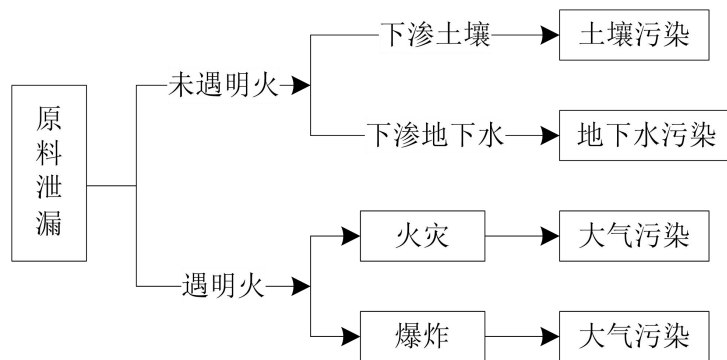 原料泄漏
未遇明火
下渗土壤
土壤污染
下渗地下水
地下水污染
遇明火
火灾
大气污染
爆炸
大气污染